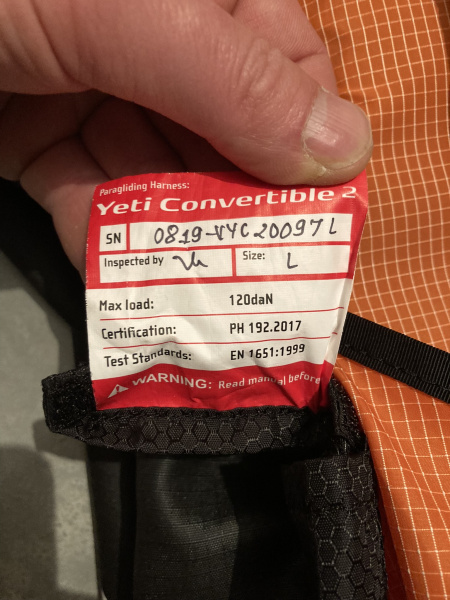 Paragliding Harness:
Yeti Convertible 2
SN 0819-VYC20097L
Inspected by Size: L
Max load: 120daN
Certification: PH 192.2017
Test Standards: EN 1651:1999
WARNING: Read manual before